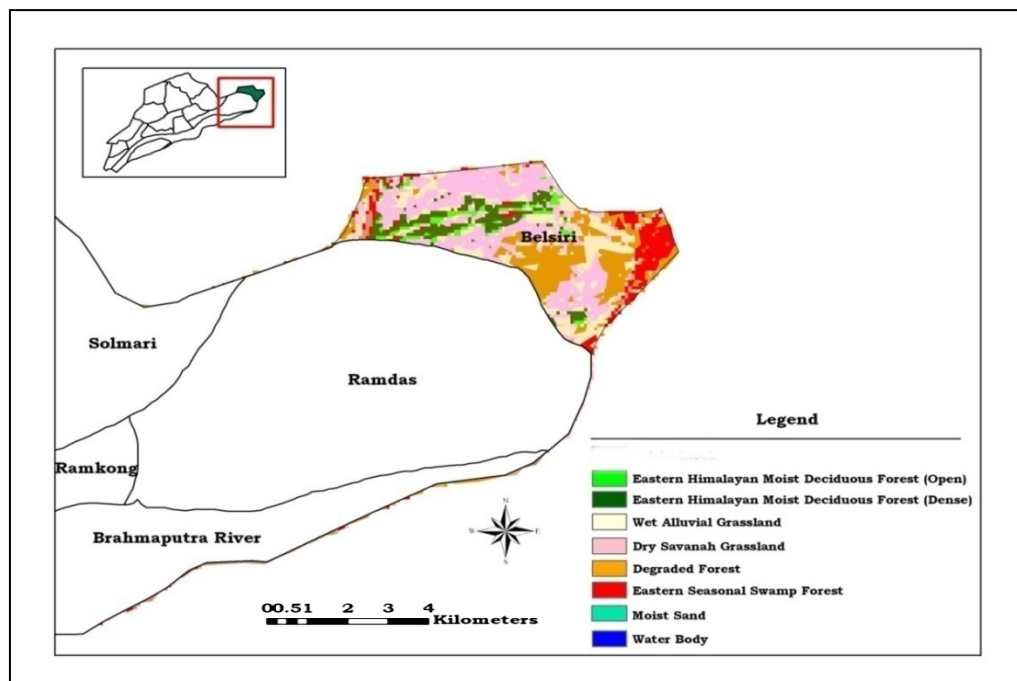 Belsiri
Solmari
Ramdas
Ramkong
Brahmaputra River
N
W E
S
00.51 2 3 4
Kilometers
Legend
Eastern Himalayan Moist Deciduous Forest (Open)
Eastern Himalayan Moist Deciduous Forest (Dense)
Wet Alluvial Grassland
Dry Savanah Grassland
Degraded Forest
Eastern Seasonal Swamp Forest
Moist Sand
Water Body